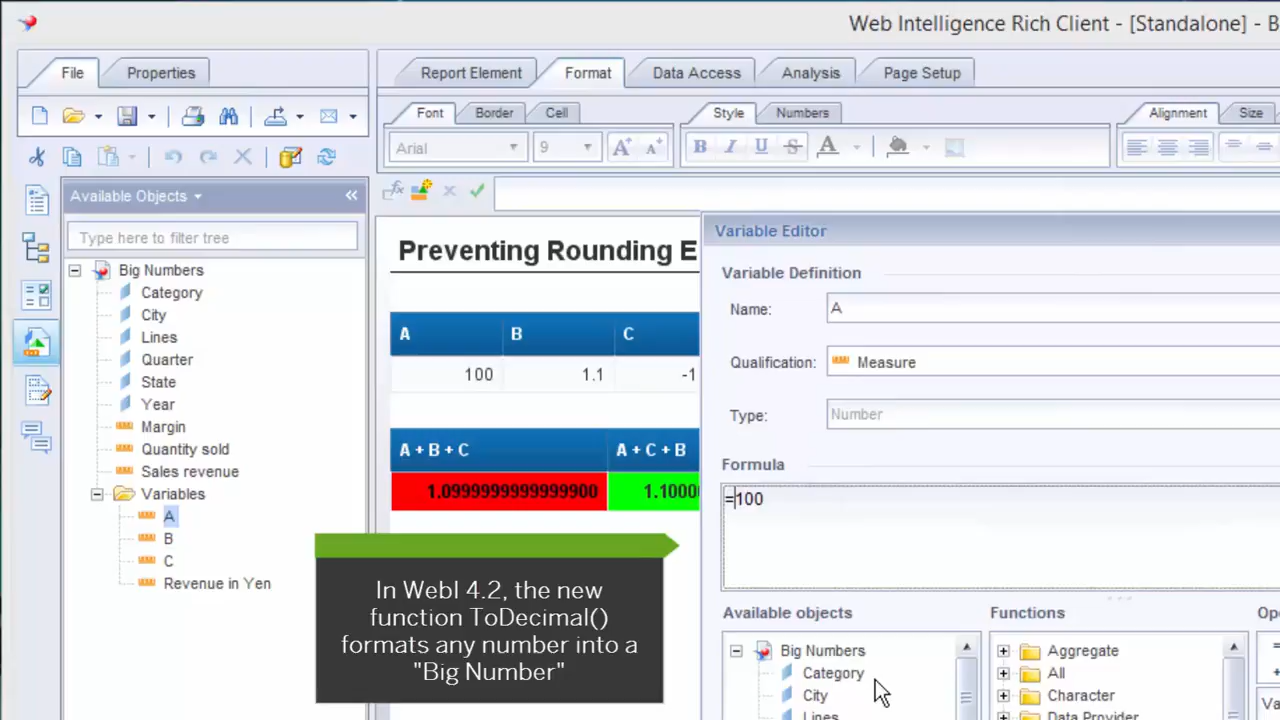 Web Intelligence Rich Client - [Standalone] - B
File
Properties
Report Element
Format
Data Access
Analysis
Page Setup
Font
Border
Cell
Style
Numbers
Alignment
Size
Arial
9
Available Objects
Type here to filter tree
Big Numbers
Category
City
Lines
Quarter
State
Year
Margin
Quantity sold
Sales revenue
Variables
A
B
C
Revenue in Yen
Preventing Rounding E
A B C
100 1.1 -1
A + B + C A + C + B
1.0999999999999900 1.1000
In WebI 4.2, the new
function ToDecimal()
formats any number into a
"Big Number"
Variable Editor
Variable Definition
Name: A
Qualification: Measure
Type: Number
Formula
=100
Available objects
Big Numbers
Category
City
Lines
Functions
Aggregate
All
Character
Data Provider
Op
=
+
Va